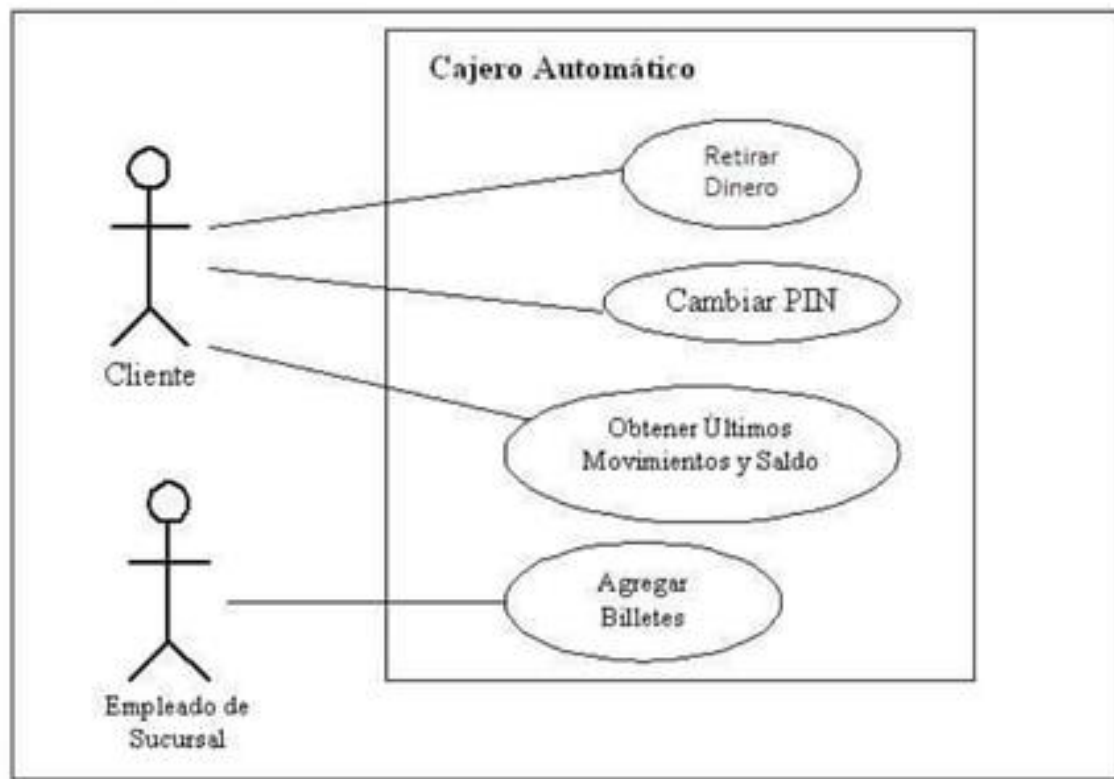 Cajero Automático
Retirar
Dinero
Cambiar PIN
Cliente
Obtener Últimos
Movimientos y Saldo
Agregar
Billetes
Empleado de
Sucursal